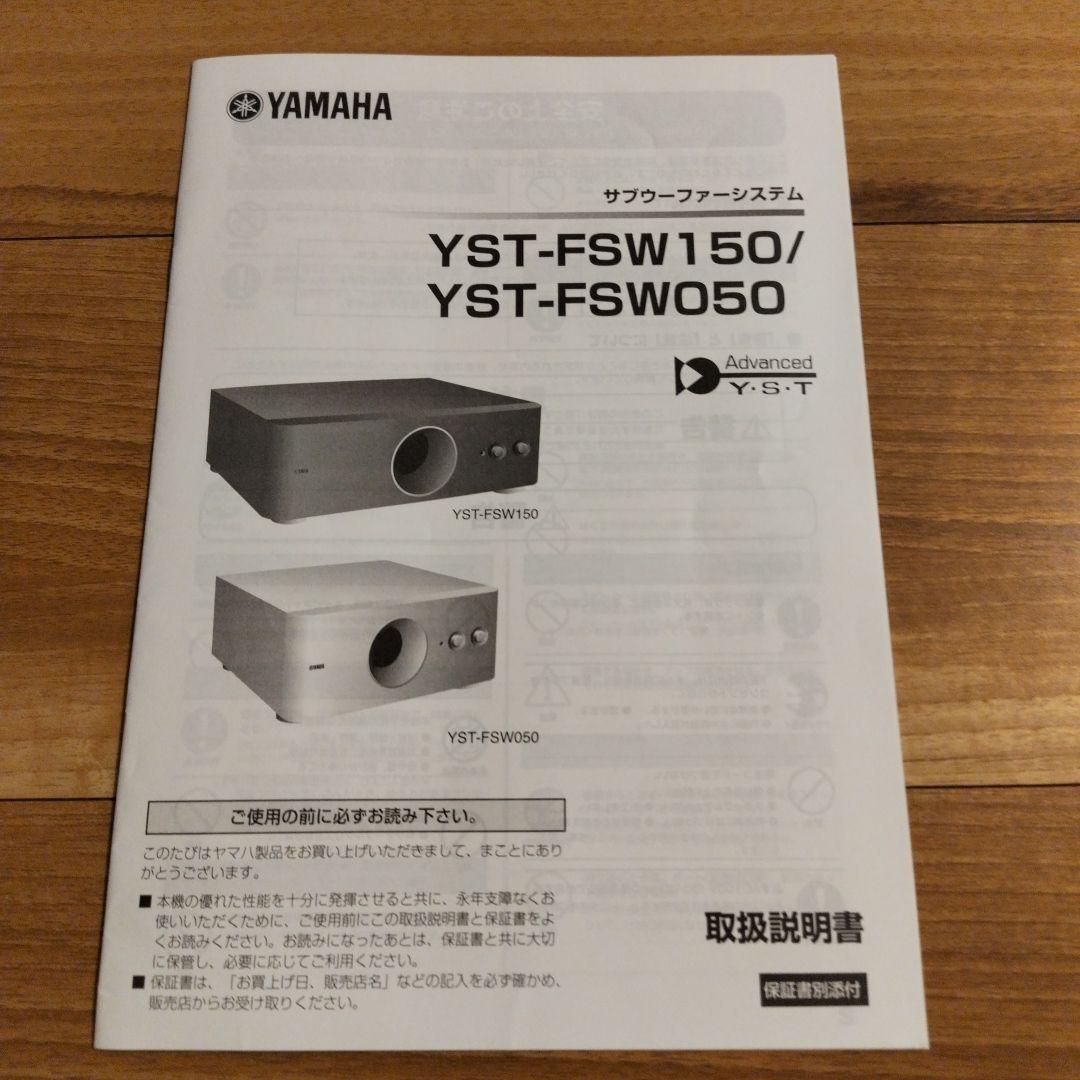 YAMAHA
サブウーファーシステム
YST-FSW150/
YST-FSW050
Advanced
Y·S·T
YST-FSW150
YAMAHA
YST-FSW050
ご使用の前に必ずお読み下さい。
このたびはヤマハ製品をお買い上げいただきまして、まことにあり
がとうございます。
■ 本機の優れた性能を十分に発揮させると共に、永年支障なくお
使いいただくために、ご使用前にこの取扱説明書と保証書をよ
くお読みください。お読みになったあとは、保証書と共に大切
に保管し、必要に応じてご利用ください。
■ 保証書は、「お買上げ日、販売店名」などの記入を必ず確かめ、
販売店からお受け取りください。
取扱説明書
保証書別添付